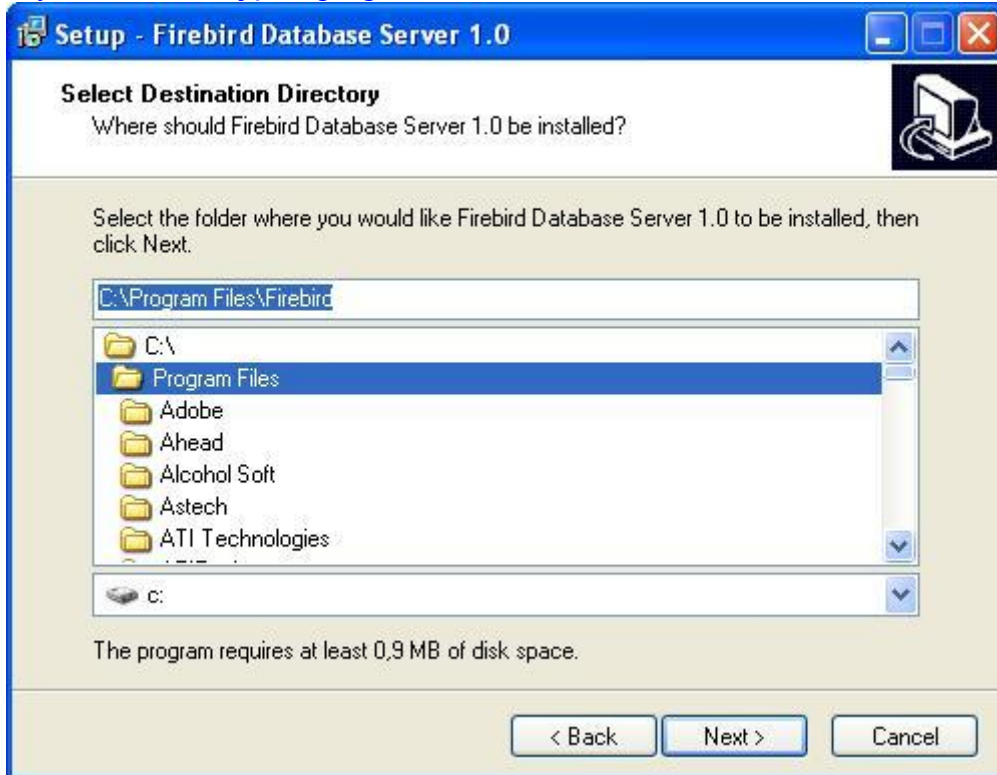 Setup - Firebird Database Server 1.0
Select Destination Directory
Where should Firebird Database Server 1.0 be installed?
Select the folder where you would like Firebird Database Server 1.0 to be installed, then
click Next.
C:\Program Files\Firebird
C:\
Program Files
Adobe
Ahead
Alcohol Soft
Astech
ATI Technologies
c:
The program requires at least 0,9 MB of disk space.
< Back Next > Cancel